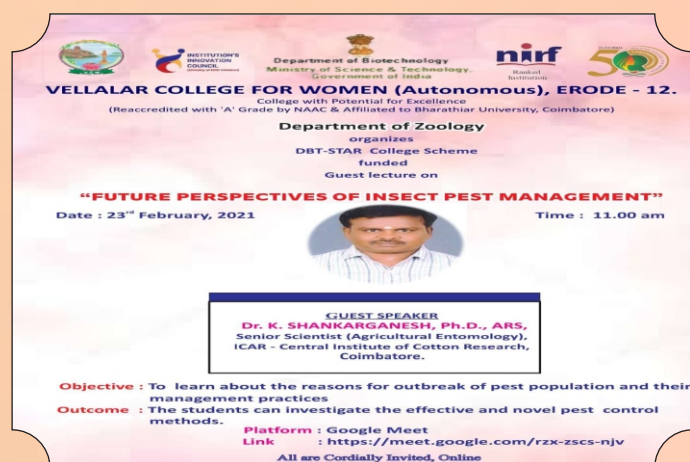 INSTITUTION'S
INNOVATION
COUNCIL
Department of Biotechnology
Ministry of Science & Technology,
Government of India
nirf
Ranked
Institution
50
VELLALAR COLLEGE FOR WOMEN (Autonomous), ERODE - 12.
College with Potential for Excellence
(Reaccredited with 'A' Grade by NAAC & Affiliated to Bharathiar University, Coimbatore)
Department of Zoology
organizes
DBT-STAR College Scheme
funded
Guest lecture on
“FUTURE PERSPECTIVES OF INSECT PEST MANAGEMENT”
Date : 23rd February, 2021
Time : 11.00 am
GUEST SPEAKER
Dr. K. SHANKARGANESH, Ph.D., ARS,
Senior Scientist (Agricultural Entomology),
ICAR - Central Institute of Cotton Research,
Coimbatore.
Objective : To learn about the reasons for outbreak of pest population and their
management practices
Outcome : The students can investigate the effective and novel pest control
methods.
Platform : Google Meet
Link : https://meet.google.com/rzx-zscs-njv
All are Cordially Invited, Online